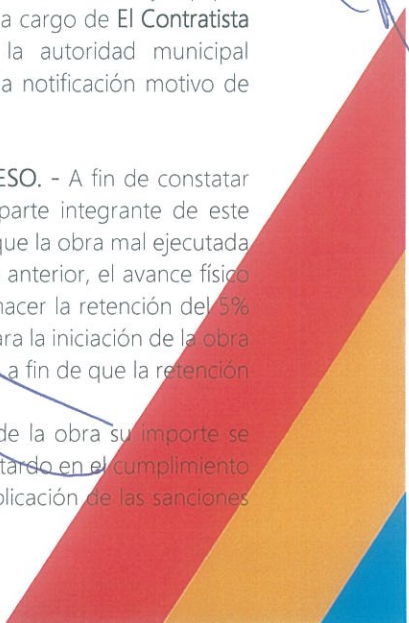 a cargo de El Contratista
la autoridad municipal
a notificación motivo de
ESO. - A fin de constatar
parte integrante de este
que la obra mal ejecutada
anterior, el avance físico
hacer la retención del 5%
para la iniciación de la obra
a fin de que la retención
de la obra su importe se
tardo en el cumplimiento
plicación de las sanciones